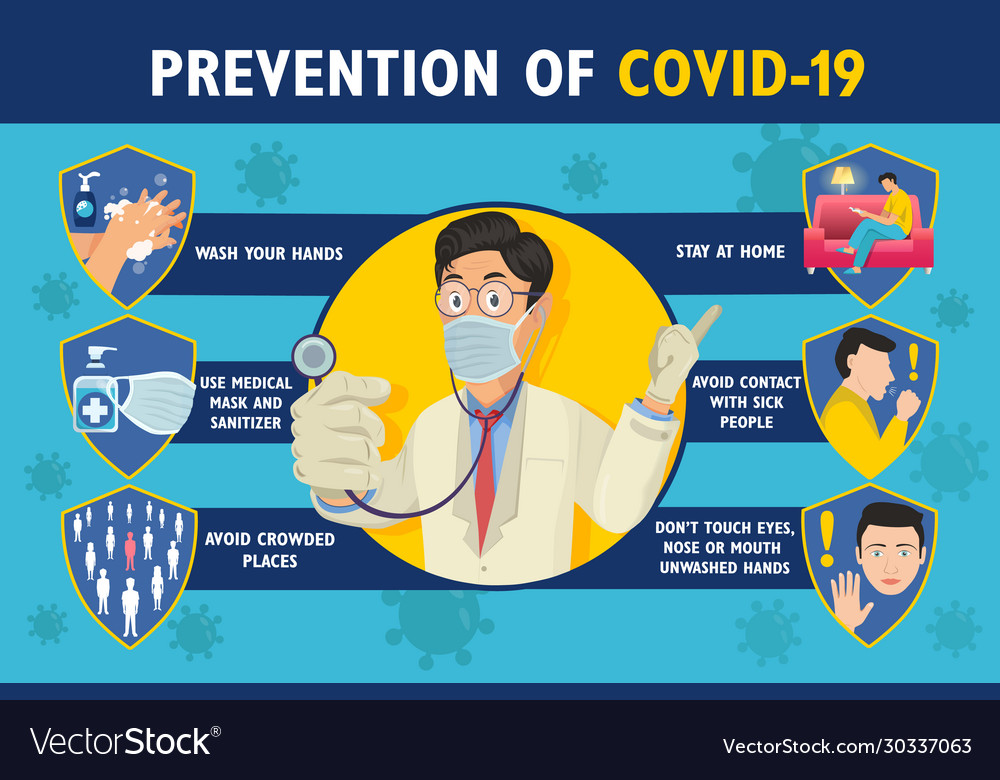 PREVENTION OF COVID-19
WASH YOUR HANDS
USE MEDICAL
MASK AND
SANITIZER
AVOID CROWDED
PLACES
STAY AT HOME
AVOID CONTACT
WITH SICK
PEOPLE
DON'T TOUCH EYES,
NOSE OR MOUTH
UNWASHED HANDS
VectorStock®
VectorStock.com/30337063